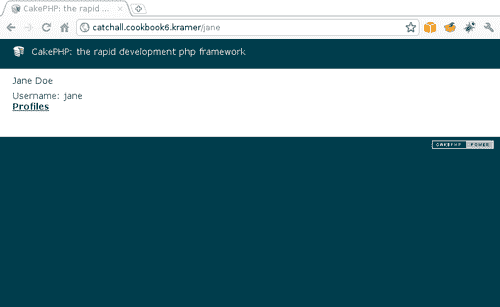 CakePHP: the rapid ...
catchall.cookbook6.kramer/jane
CakePHP: the rapid development php framework
Jane Doe
Username: jane
Profiles
CAKEPHP POWER